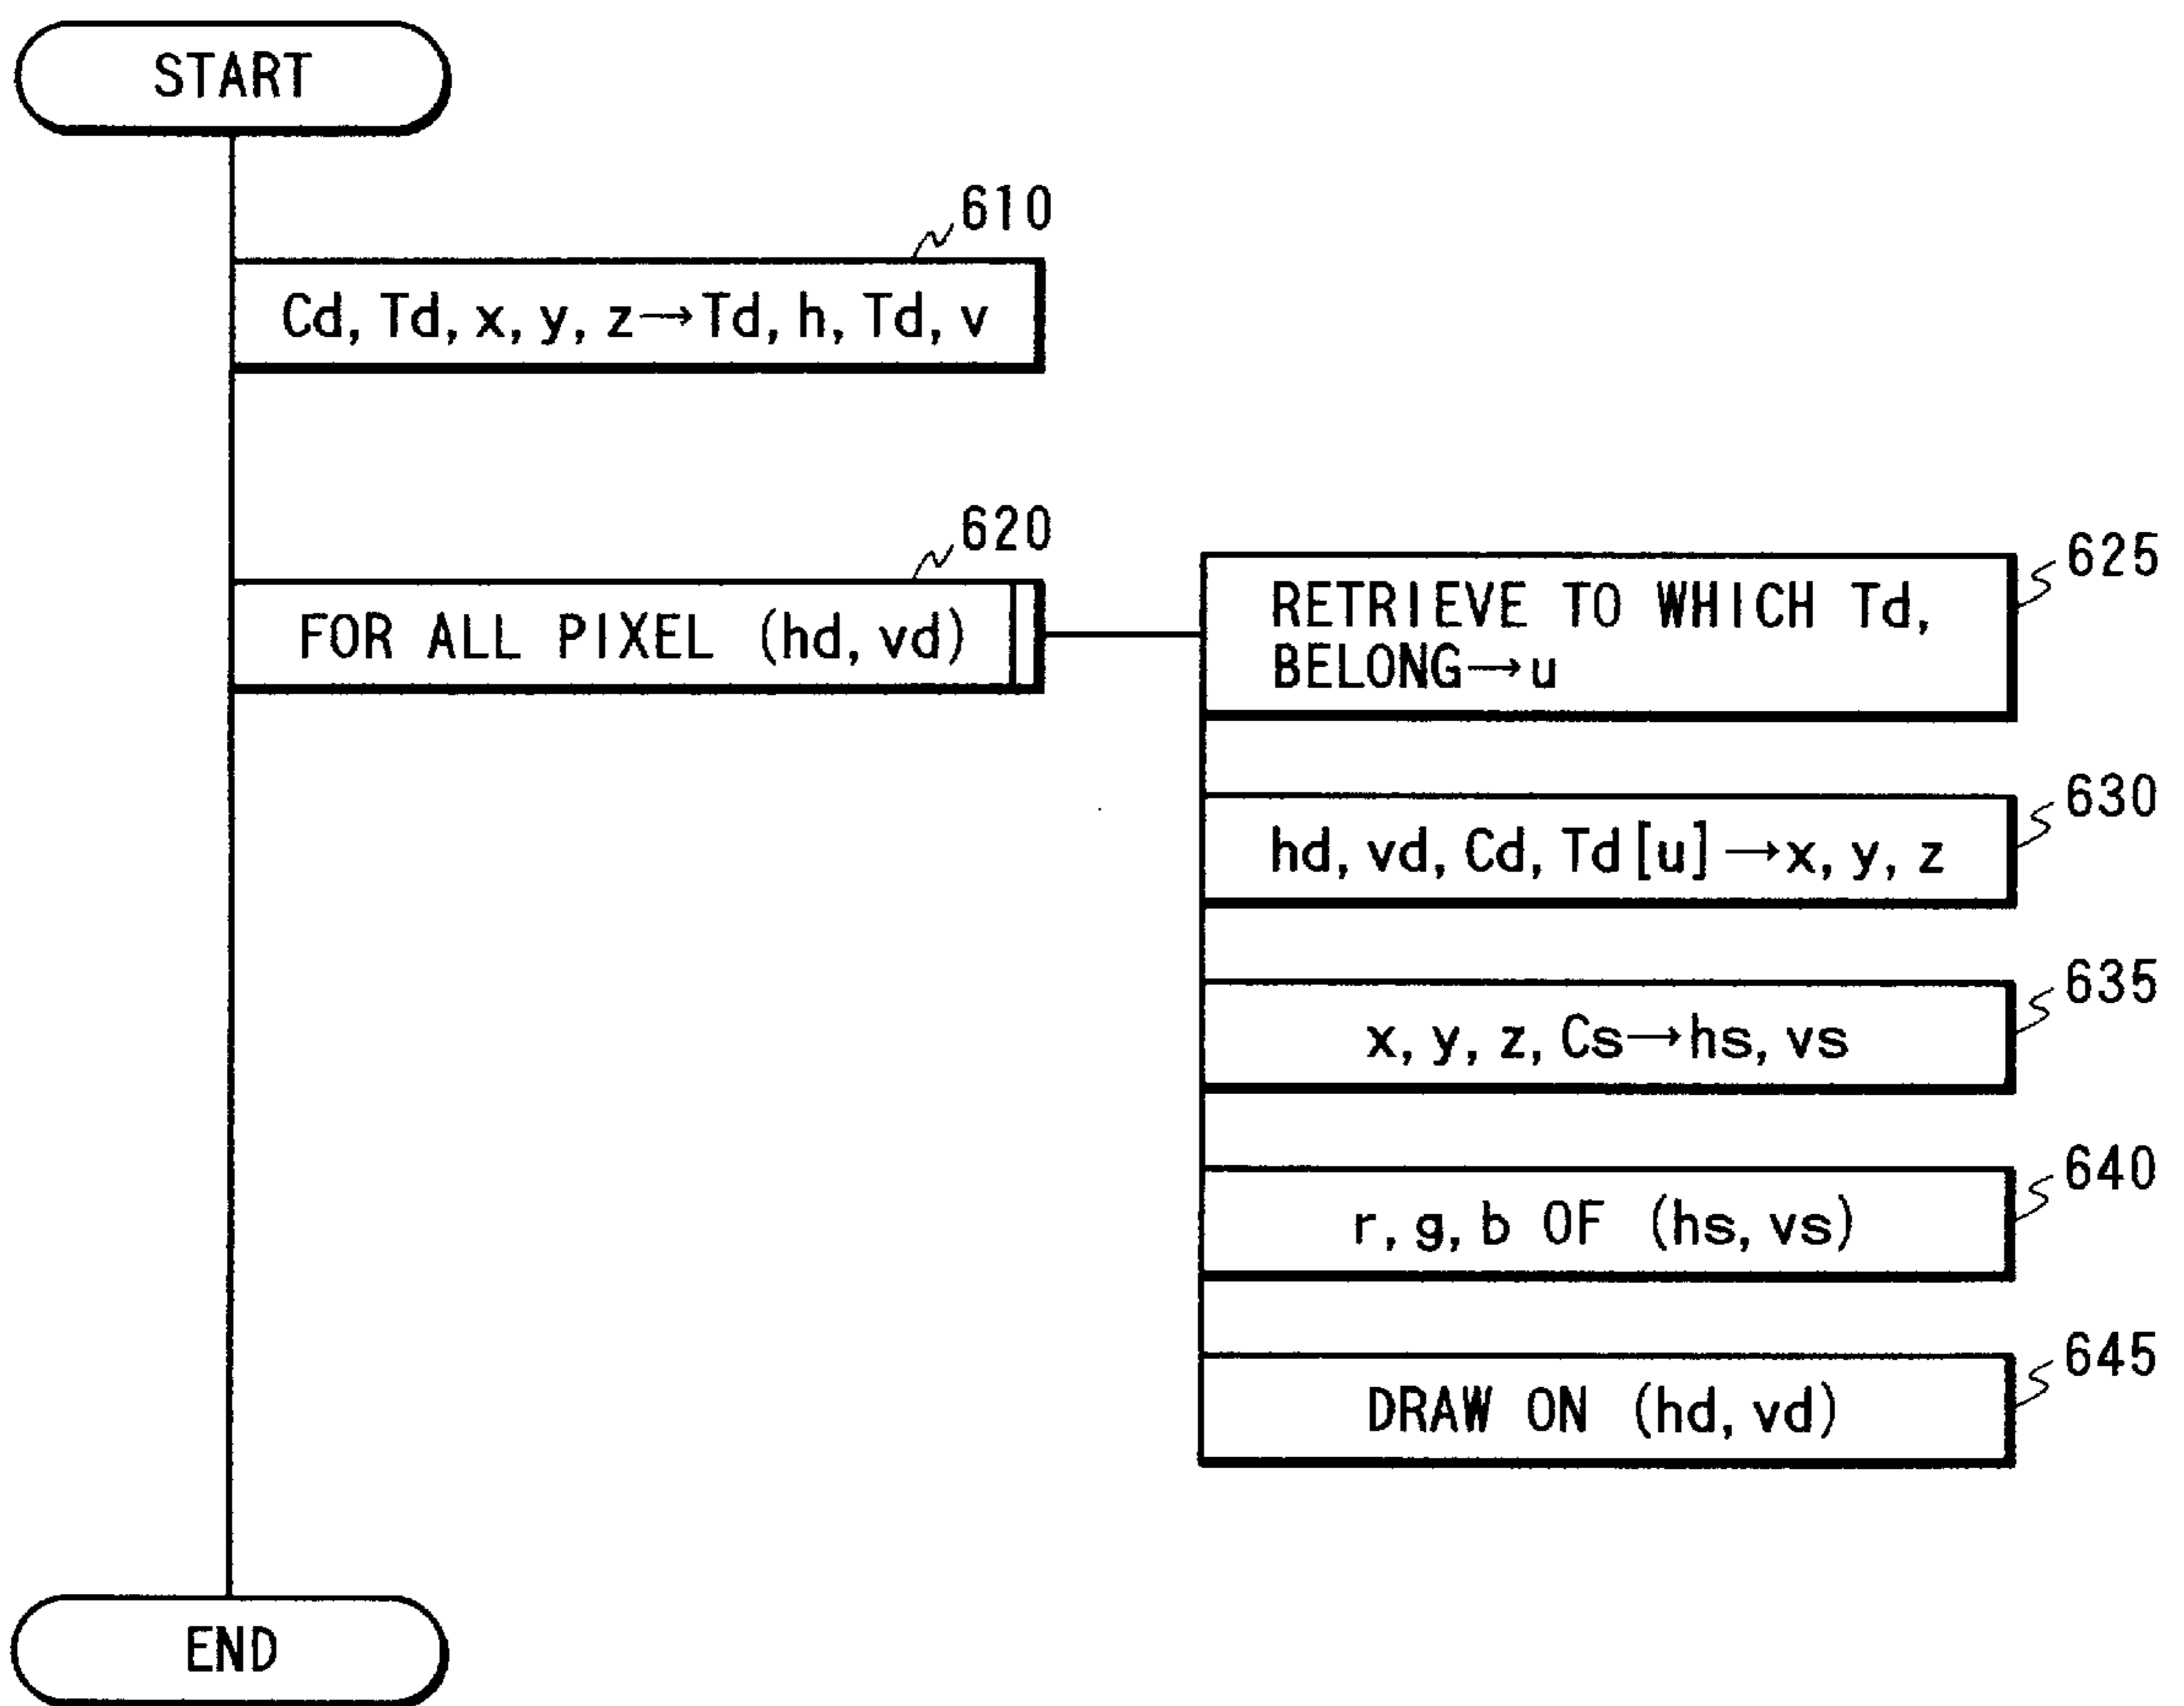 START
610
Cd, Td, x, y, z→Td, h, Td, v
620
FOR ALL PIXEL (hd, vd)
625
RETRIEVE TO WHICH Td,
BELONG→u
630
hd, vd, Cd, Td[u]→x, y, z
635
x, y, z, Cs→hs, vs
640
r, g, b OF (hs, vs)
645
DRAW ON (hd, vd)
END